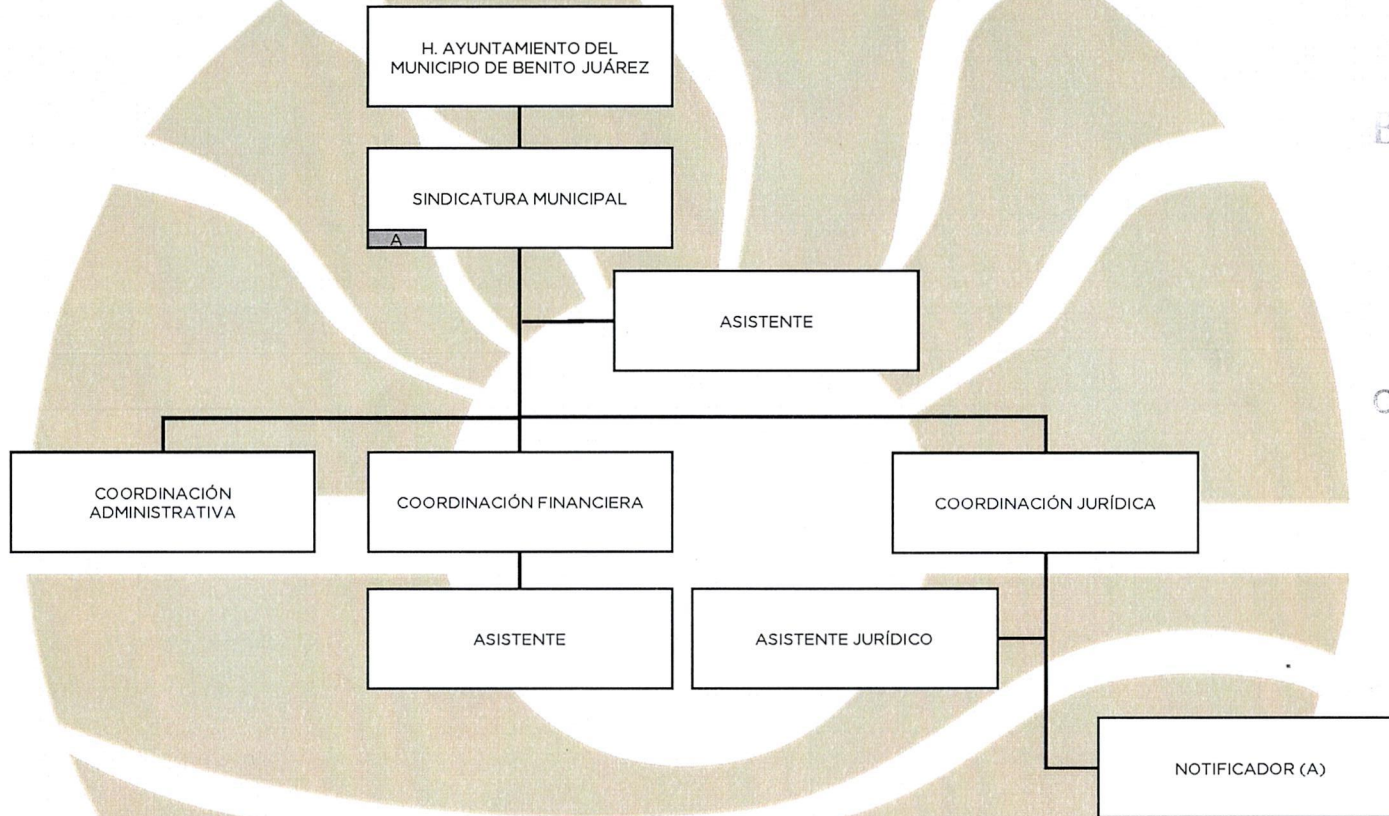 H. AYUNTAMIENTO DEL
MUNICIPIO DE BENITO JUÁREZ
SINDICATURA MUNICIPAL
A
ASISTENTE
COORDINACIÓN
ADMINISTRATIVA
COORDINACIÓN FINANCIERA
COORDINACIÓN JURÍDICA
ASISTENTE
ASISTENTE JURÍDICO
NOTIFICADOR (A)